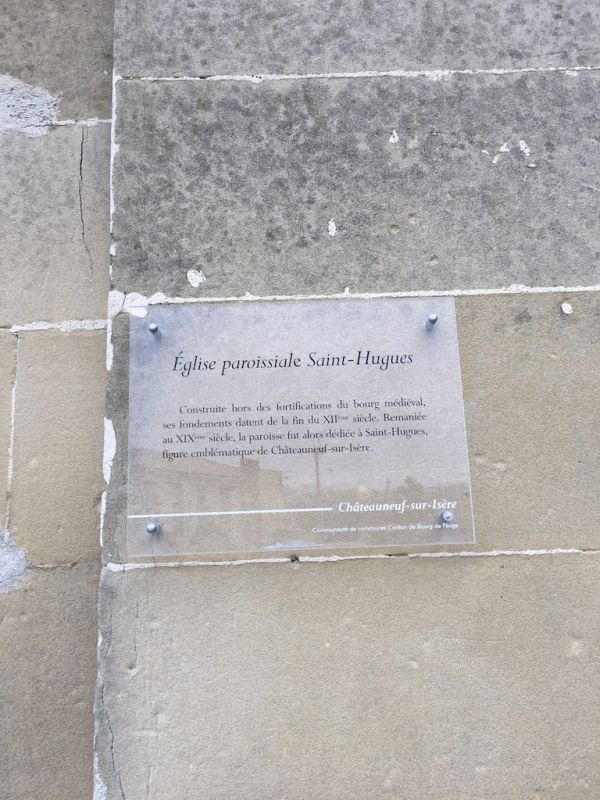 Église paroissiale Saint-Hugues
Construite hors des fortifications du bourg médiéval,
ses fondements datent de la fin du XIIème siècle. Remaniée
au XIXème siècle, la paroisse fut alors dédiée à Saint-Hugues,
figure emblématique de Châteauneuf-sur-Isère.
Châteauneuf-sur-Isère
Communauté de communes Canton de Bourg de Péage